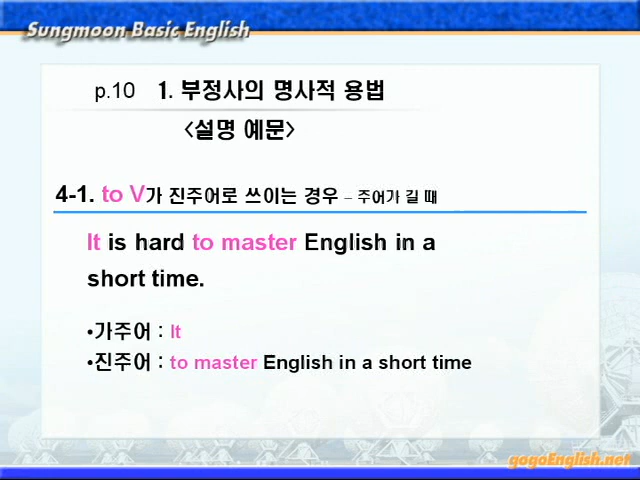 Sungmoon Basic English
p.10 1. 부정사의 명사적 용법
<설명 예문>
4-1. to V가 진주어로 쓰이는 경우 – 주어가 길 때
It is hard to master English in a
short time.
•가주어 : It
•진주어 : to master English in a short time
gogoEnglish.net